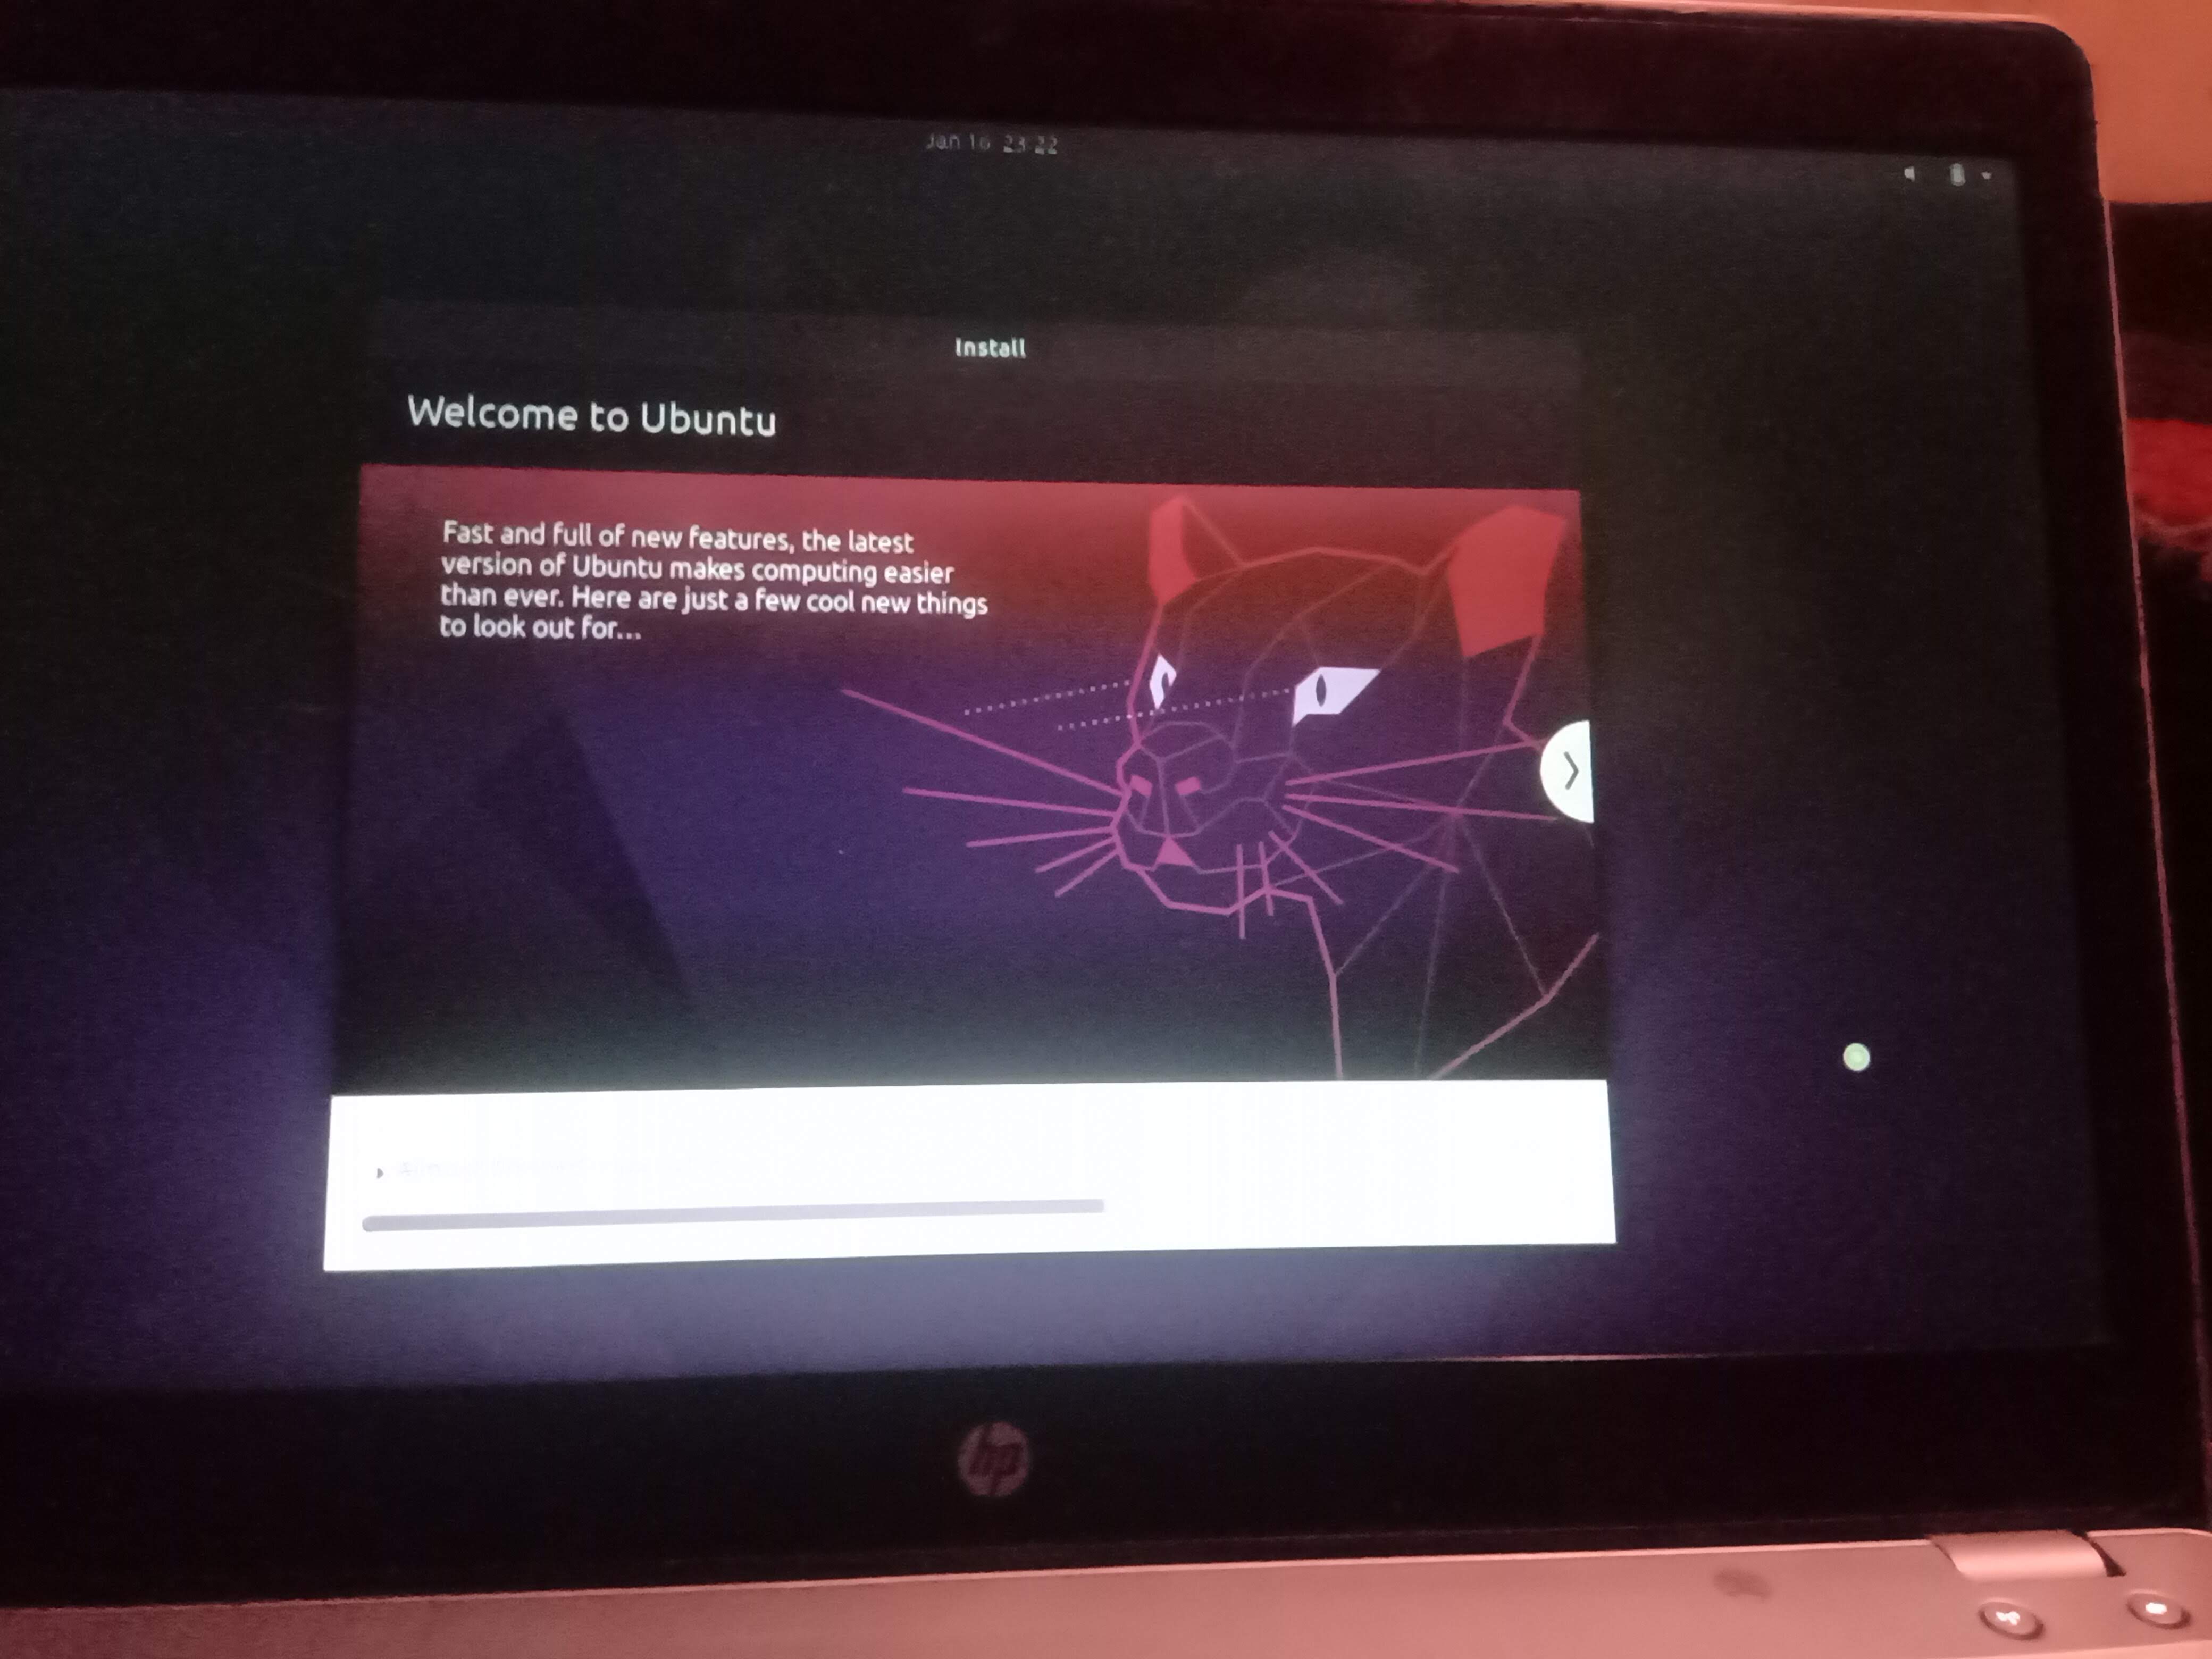 Jan 16 23:22
Install
Welcome to Ubuntu
Fast and full of new features, the latest
version of Ubuntu makes computing easier
than ever. Here are just a few cool new things
to look out for...
hp